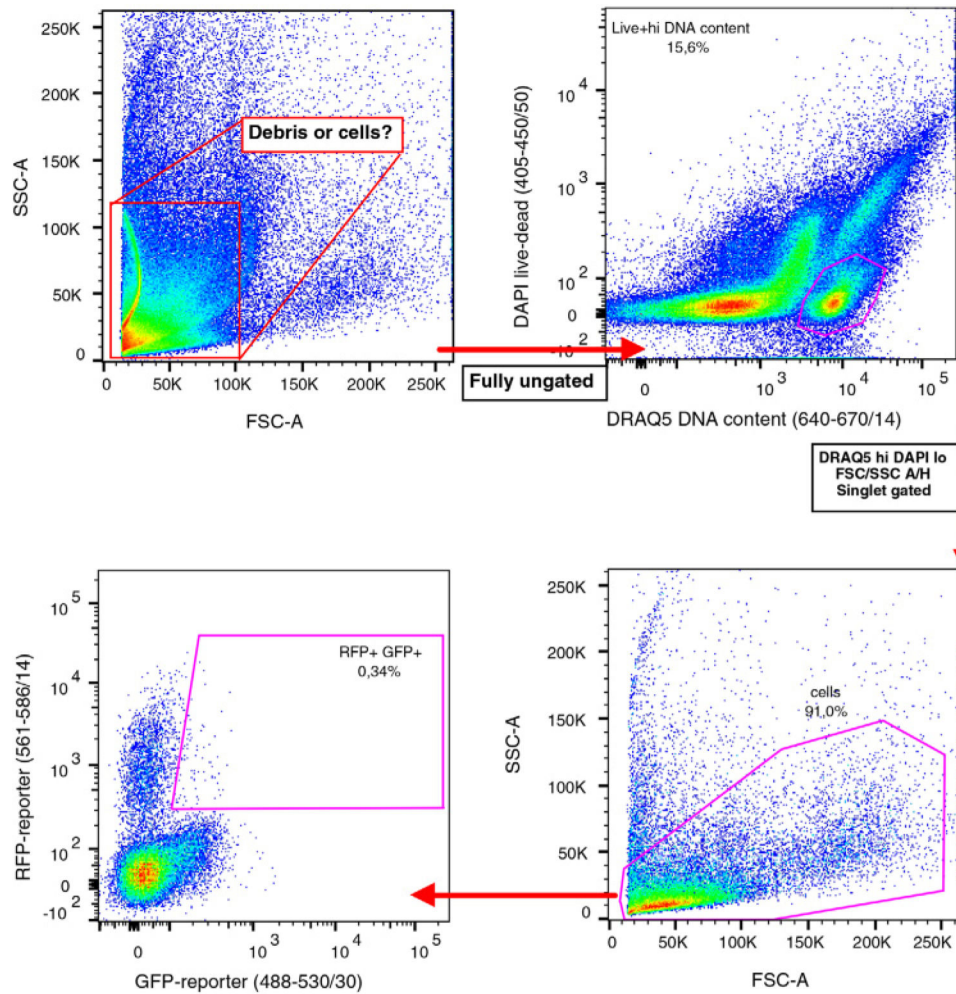 250K
200K
150K
100K
50K
0
SSC-A
Debris or cells?
0 50K 100K 150K 200K 250K
FSC-A
Fully ungated
Live+hi DNA content
15,6%
10^4
10^3
10^2
0
-10^2
DAPI live-dead (405-450/50)
0 10^3 10^4 10^5
DRAQ5 DNA content (640-670/14)
DRAQ5 hi DAPI lo
FSC/SSC A/H
Singlet gated
10^5
10^4
10^3
10^2
0
-10^2
RFP-reporter (561-586/14)
RFP+ GFP+
0,34%
0 10^3 10^4 10^5
GFP-reporter (488-530/30)
250K
200K
150K
100K
50K
0
SSC-A
cells
91,0%
0 50K 100K 150K 200K 250K
FSC-A